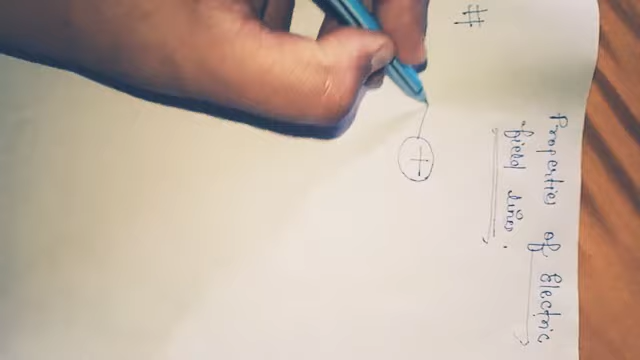 # Properties of Electric
"field lines".
+